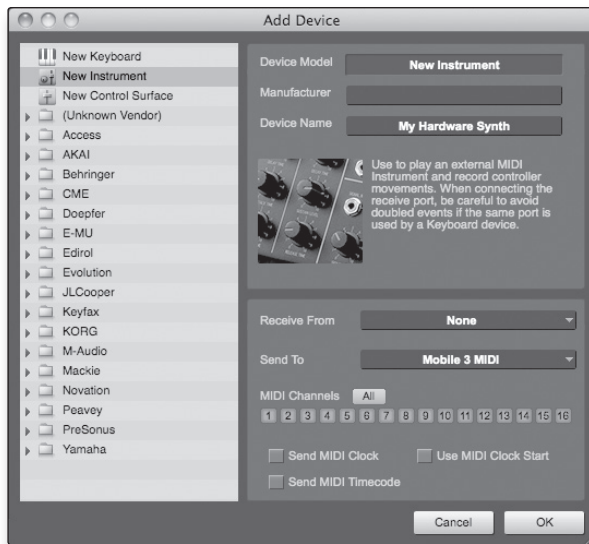 Add Device
New Keyboard
New Instrument
New Control Surface
(Unknown Vendor)
Access
AKAI
Behringer
CME
Doepfer
E-MU
Edirol
Evolution
JLCooper
Keyfax
KORG
M-Audio
Mackie
Novation
Peavey
PreSonus
Yamaha
Device Model New Instrument
Manufacturer
Device Name My Hardware Synth
Use to play an external MIDI
Instrument and record controller
movements. When connecting the
receive port, be careful to avoid
doubled events if the same port is
used by a Keyboard device.
Receive From None
Send To Mobile 3 MIDI
MIDI Channels All
1 2 3 4 5 6 7 8 9 10 11 12 13 14 15 16
Send MIDI Clock Use MIDI Clock Start
Send MIDI Timecode
Cancel OK